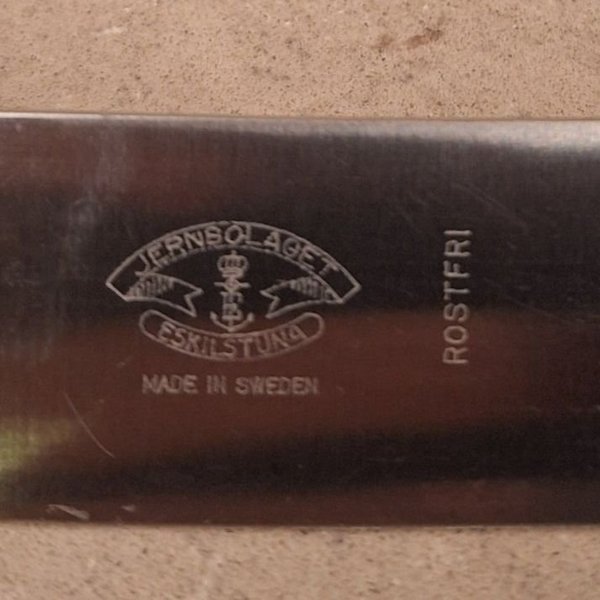 JERNBOLAGET
ESKILSTUNA
MADE IN SWEDEN
ROSTFRI